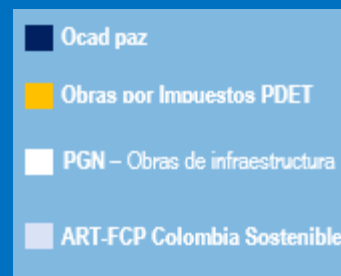 Ocad paz
Obras por Impuestos PDET
PGN – Obras de infraestructura
ART-FCP Colombia Sostenible